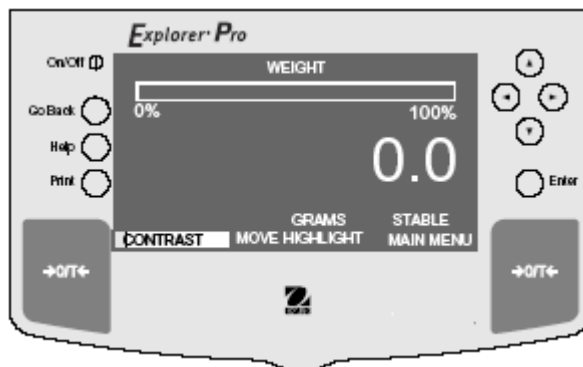 Explorer Pro
On/Off
WEIGHT
Go Back
0% 100%
Help
0.0
Print
Enter
GRAMS STABLE
CONTRAST MOVE HIGHLIGHT MAIN MENU
→0/T← →0/T←